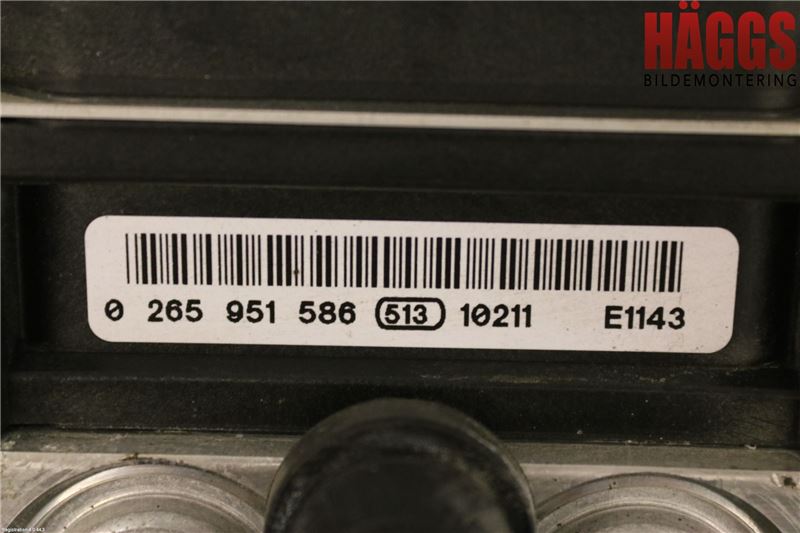 HÄGGS
BILDEMONTERING
0 265 951 586 513 10211 E1143